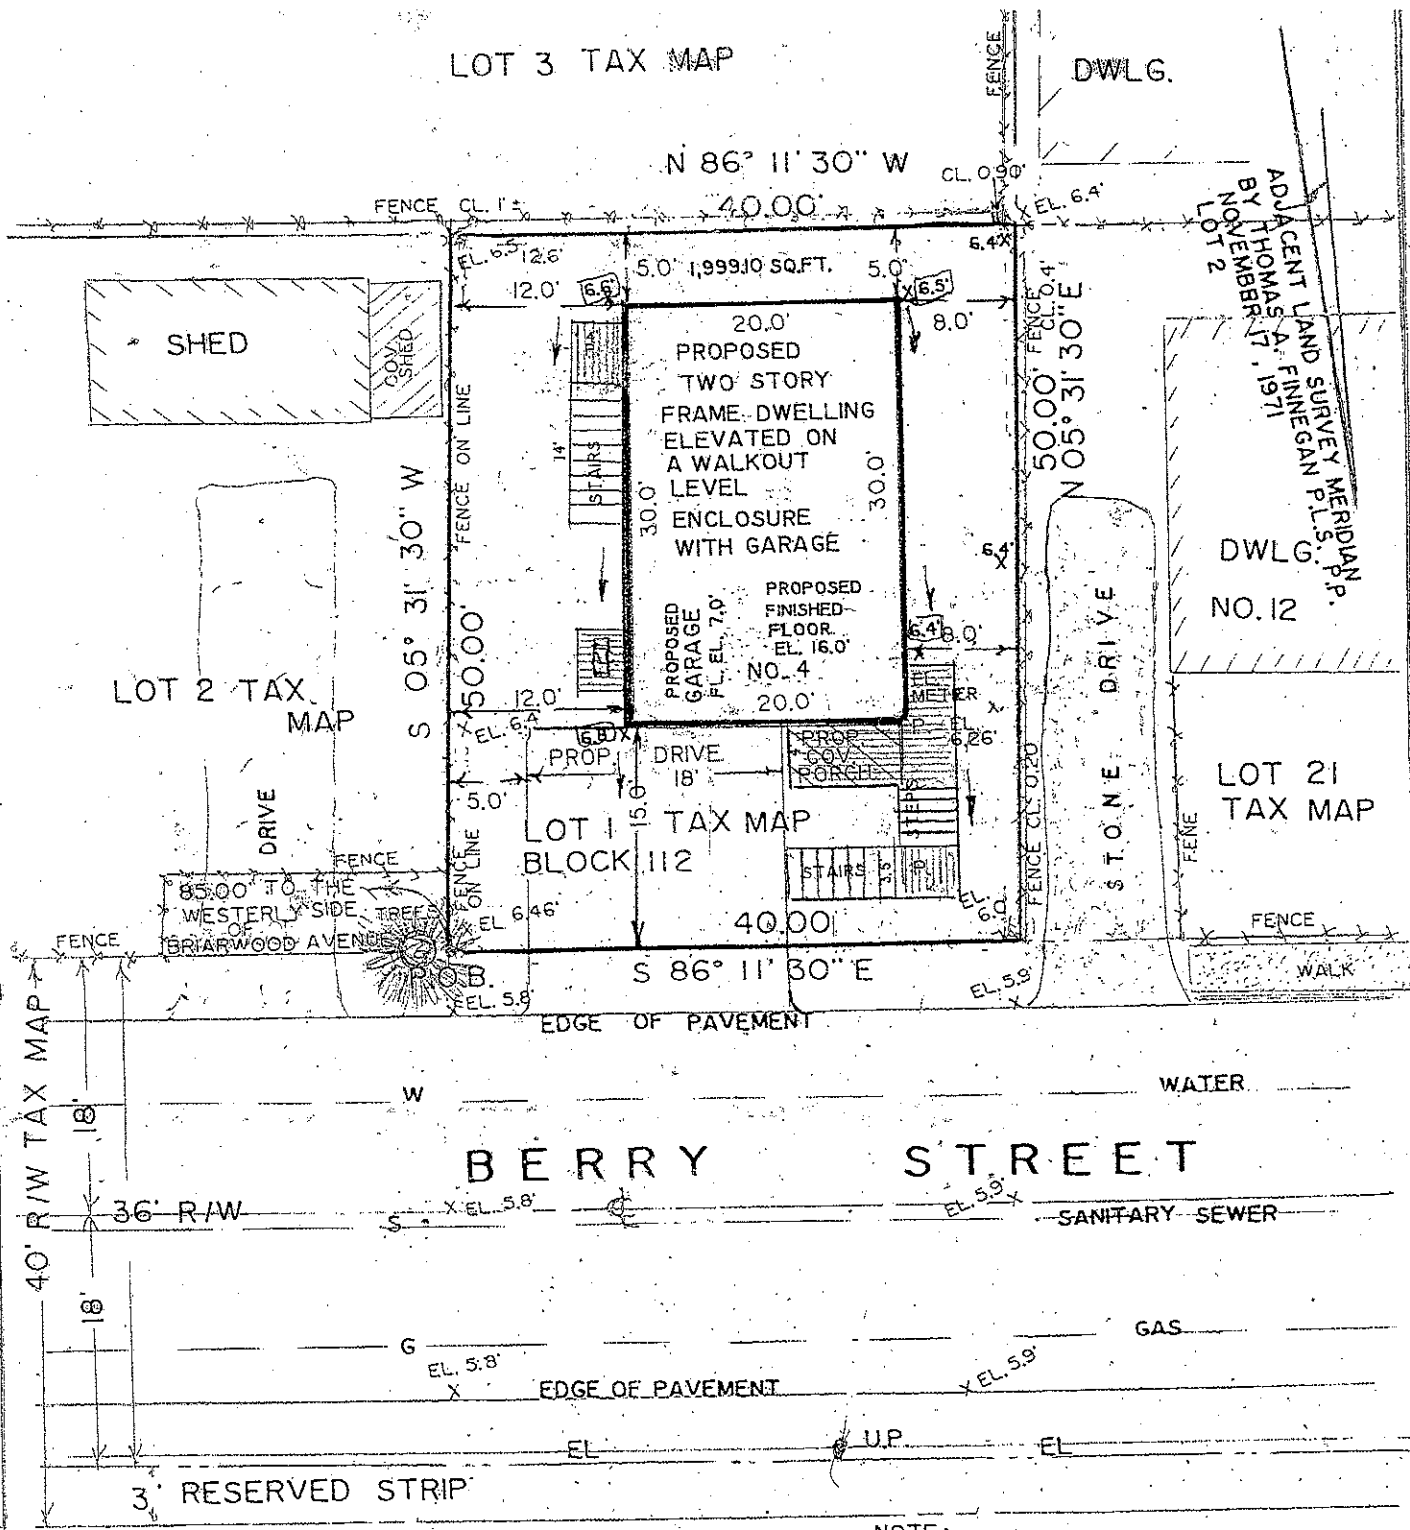 LOT 3 TAX MAP
FENCE
DWLG.
N 86° 11' 30" W
CL. 0.90'
40.00'
EL. 6.4'
FENCE CL. 1'±
6.4'
ADJACENT LAND SURVEY MERIDIAN
BY THOMAS A. FINNEGAN P.L.S. P.P.
NOVEMBBR 17, 1971
LOT 2
EL. 6.5'
12.6'
5.0' 1,999.10 SQ.FT. 5.0'
12.0'
6.6'
6.5'
8.0'
FENCE CL. 0.4'
50.00'
N 05° 31' 30" E
SHED
COV. SHED
20.0'
PROPOSED
TWO STORY
FRAME DWELLING
ELEVATED ON
A WALKOUT
LEVEL
ENCLOSURE
WITH GARAGE
30.0'
30.0'
14'
STAIRS
FENCE ON LINE
S 05° 31' 30" W
50.00'
6.4'
DWLG.
NO. 12
PROPOSED
FINISHED
FLOOR
EL. 16.0'
NO. 4
20.0'
PROPOSED
GARAGE
FL. EL. 7.0'
6.4' 8.0'
METER
P EL.
6.26'
LOT 2 TAX
MAP
12.0'
EL. 6.4'
PROP. DRIVE
18'
PROP.
COV.
PORCH
STEPS
5.0'
15.0'
LOT 1 TAX MAP
BLOCK 112
STAIRS
3.5'
STONE DRIVE
FENCE CL. 0.20
LOT 21
TAX MAP
FENE
DRIVE
FENCE
FENCE ON LINE
85.00' TO THE
WESTERLY SIDE
OF
BRIARWOOD AVENUE
TREES
EL 6.46'
40.00
EL.
6.0'
FENCE
FENCE
WALK
P.O.B.
S 86° 11' 30" E
EL. 5.8'
EL. 5.9'
EDGE OF PAVEMENT
40' R/W TAX MAP
18'
W
WATER
BERRY STREET
36' R/W
S
EL. 5.8'
EL. 5.9'
SANITARY SEWER
18'
G
GAS
EL. 5.8'
EDGE OF PAVEMENT
EL. 5.9'
EL
U.P.
EL
3' RESERVED STRIP
NOTE: